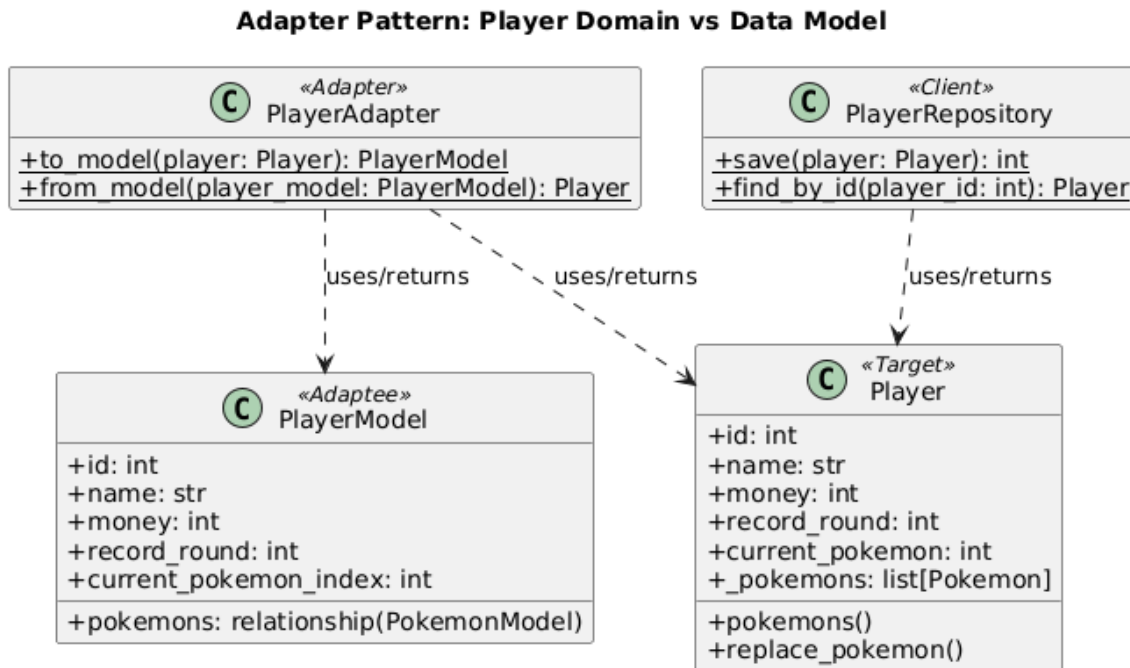 Adapter Pattern: Player Domain vs Data Model
C
«Adapter»
PlayerAdapter
+to_model(player: Player): PlayerModel
+from_model(player_model: PlayerModel): Player
C
«Client»
PlayerRepository
+save(player: Player): int
+find_by_id(player_id: int): Player
uses/returns
uses/returns
uses/returns
C
«Adaptee»
PlayerModel
+id: int
+name: str
+money: int
+record_round: int
+current_pokemon_index: int
+pokemons: relationship(PokemonModel)
C
«Target»
Player
+id: int
+name: str
+money: int
+record_round: int
+current_pokemon: int
+_pokemons: list[Pokemon]
+pokemons()
+replace_pokemon()